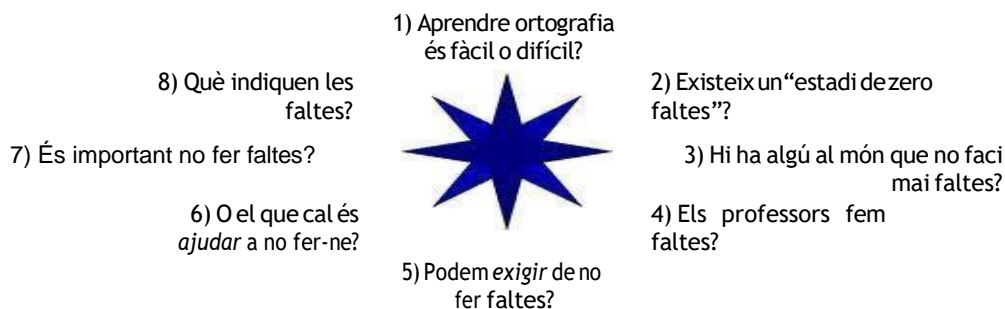 1) Aprendre ortografia
és fàcil o difícil?
2) Existeix un “estadi de zero
faltes”?
3) Hi ha algú al món que no faci
mai faltes?
4) Els professors fem
faltes?
5) Podem exigir de no
fer faltes?
6) O el que cal és
ajudar a no fer-ne?
7) És important no fer faltes?
8) Què indiquen les
faltes?